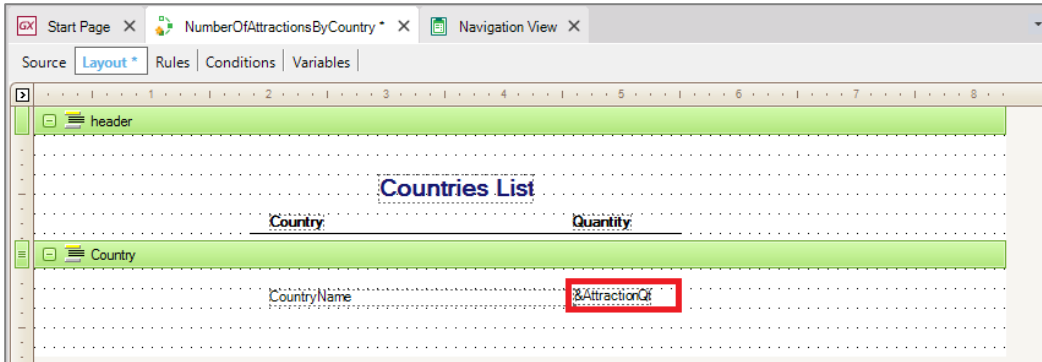 GX Start Page NumberOfAttractionsByCountry * Navigation View
Source Layout * Rules Conditions Variables
1 2 3 4 5 6 7 8
header
Countries List
Country Quantity
Country
CountryName &AttractionQt